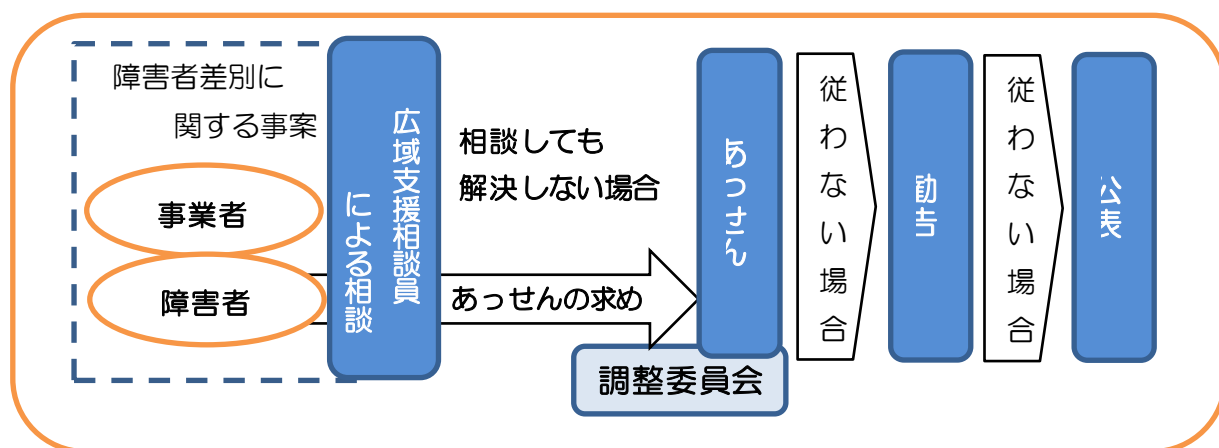 障害者差別に
関する事案
事業者
障害者
広域支援相談員
による相談
相談しても
解決しない場合
あっせんの求め
調整委員会
あっせん
従わない場合
勧告
従わない場合
公表